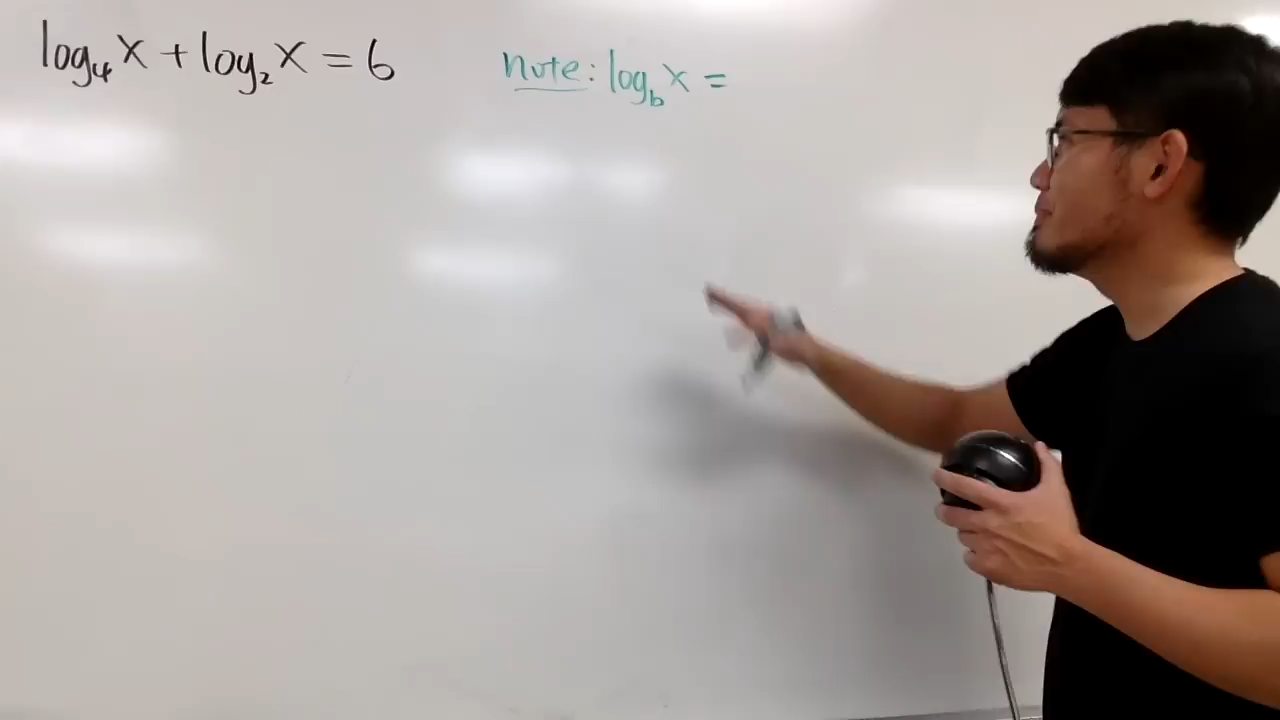 log₄ x + log₂ x = 6
note: log_b x =